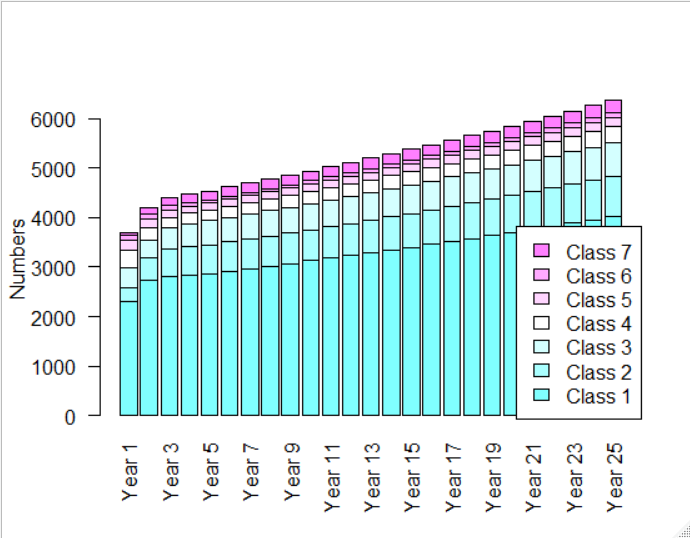 Numbers
6000
5000
4000
3000
2000
1000
0
Class 7
Class 6
Class 5
Class 4
Class 3
Class 2
Class 1
Year 1
Year 3
Year 5
Year 7
Year 9
Year 11
Year 13
Year 15
Year 17
Year 19
Year 21
Year 23
Year 25